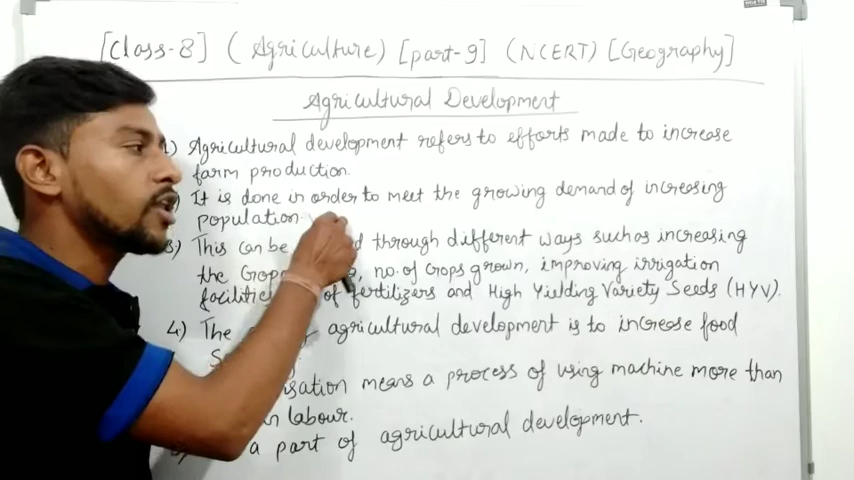 [Class-8] (Agriculture) [part-9] (NCERT) [Geography]
Agricultural Development
1) Agricultural development refers to efforts made to increase
farm production.
) It is done in order to meet the growing demand of increasing
population.
3) This can be through different ways such as increasing
the Crop, no. of crops grown, improving irrigation
facilities of fertilizers and High Yielding Variety Seeds (HYV).
4) The agricultural development is to increase food
isation means a process of using machine more than
labour.
a part of agricultural development.